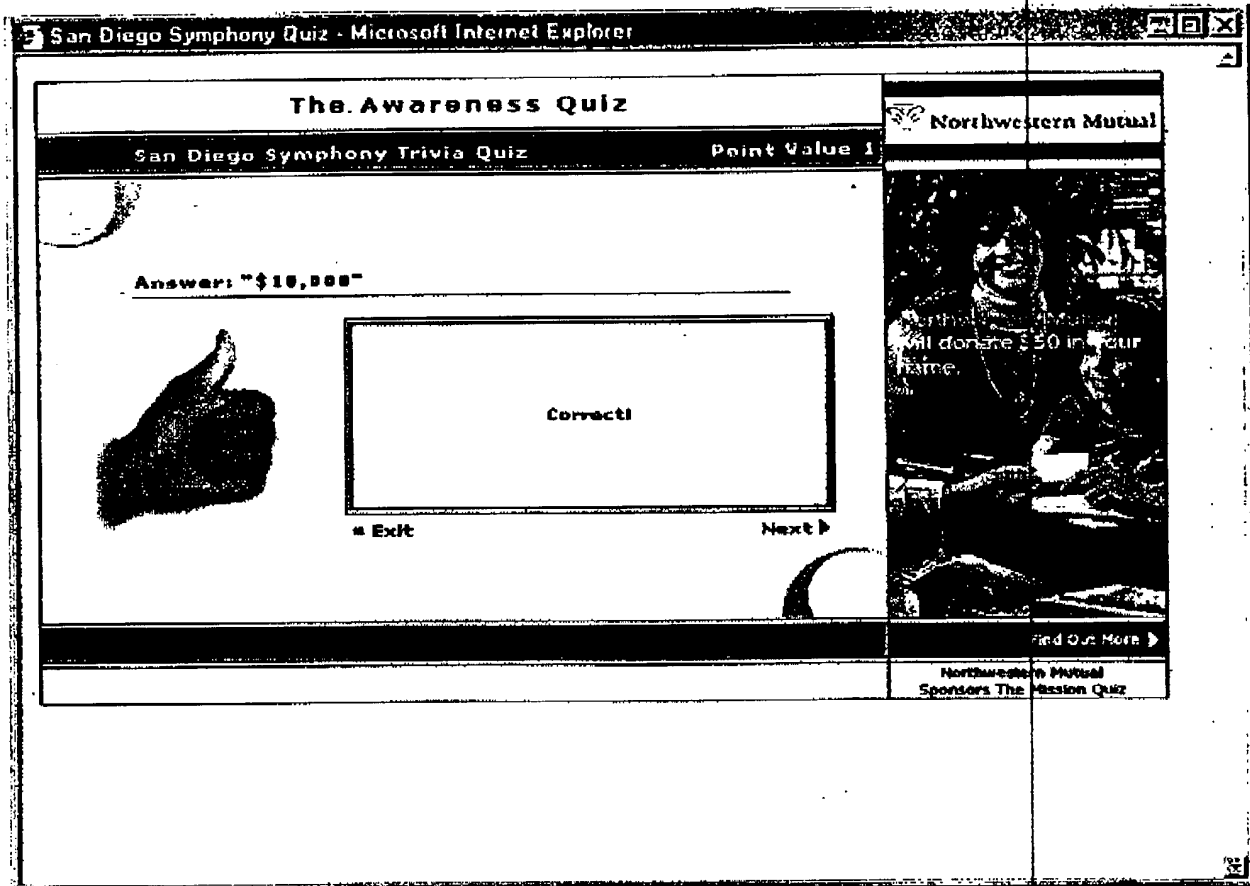 San Diego Symphony Quiz - Microsoft Internet Explorer
The Awareness Quiz
Northwestern Mutual
San Diego Symphony Trivia Quiz
Point Value 1
Answer: "$10,000"
will donate $50 in your
name.
Correct!
Exit
Next
Find Out More
Northwestern Mutual
Sponsors The Mission Quiz